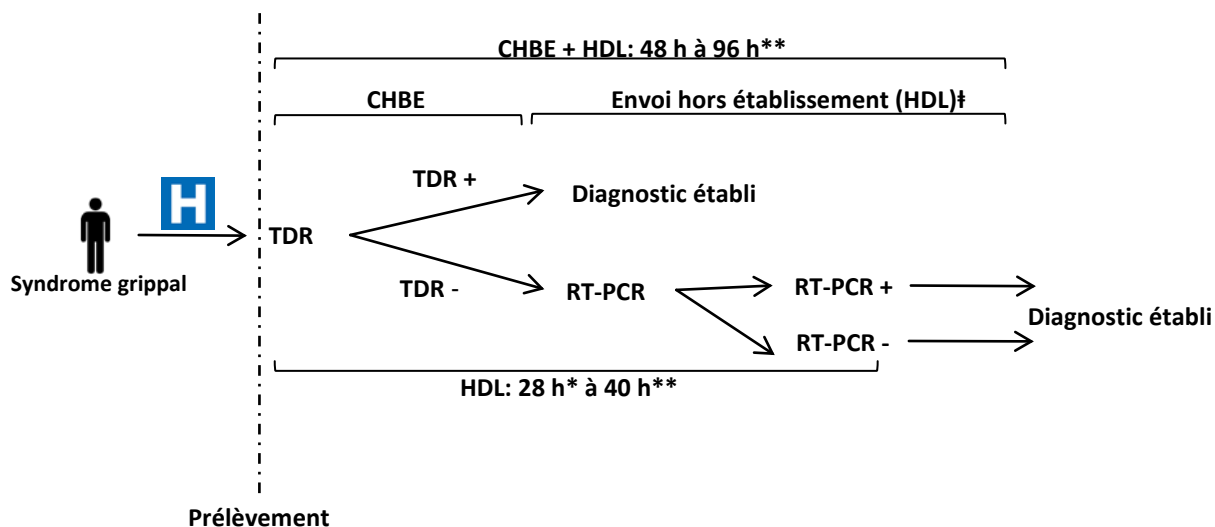 CHBE + HDL: 48 h à 96 h**
CHBE
Envoi hors établissement (HDL)ǂ
H
TDR +
Diagnostic établi
TDR
Syndrome grippal
TDR -
RT-PCR
RT-PCR +
Diagnostic établi
RT-PCR -
HDL: 28 h* à 40 h**
Prélèvement